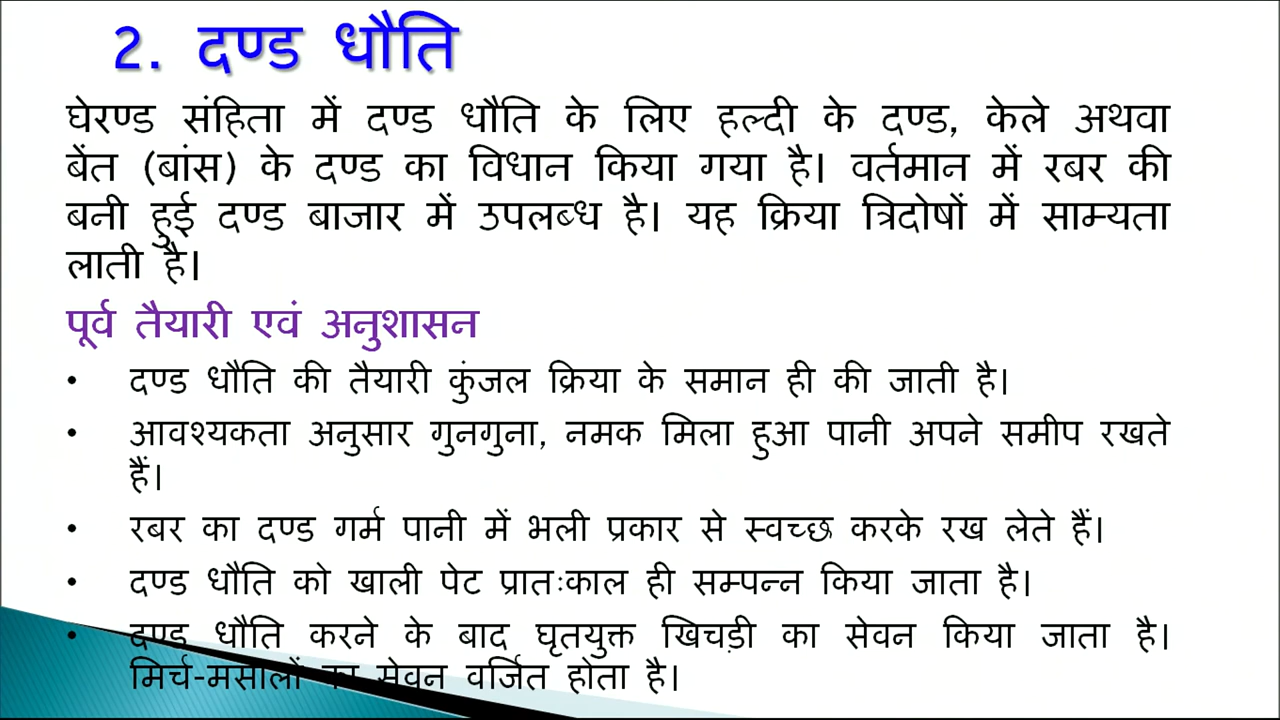 2. दण्ड धौति
घेरण्ड संहिता में दण्ड धौति के लिए हल्दी के दण्ड, केले अथवा
बेंत (बांस) के दण्ड का विधान किया गया है। वर्तमान में रबर की
बनी हुई दण्ड बाजार में उपलब्ध है। यह क्रिया त्रिदोषों में साम्यता
लाती है।
पूर्व तैयारी एवं अनुशासन
• दण्ड धौति की तैयारी कुंजल क्रिया के समान ही की जाती है।
• आवश्यकता अनुसार गुनगुना, नमक मिला हुआ पानी अपने समीप रखते
हैं।
• रबर का दण्ड गर्म पानी में भली प्रकार से स्वच्छ करके रख लेते हैं।
• दण्ड धौति को खाली पेट प्रातःकाल ही सम्पन्न किया जाता है।
• दण्ड धौति करने के बाद घृतयुक्त खिचड़ी का सेवन किया जाता है।
मिर्च-मसालों का सेवन वर्जित होता है।